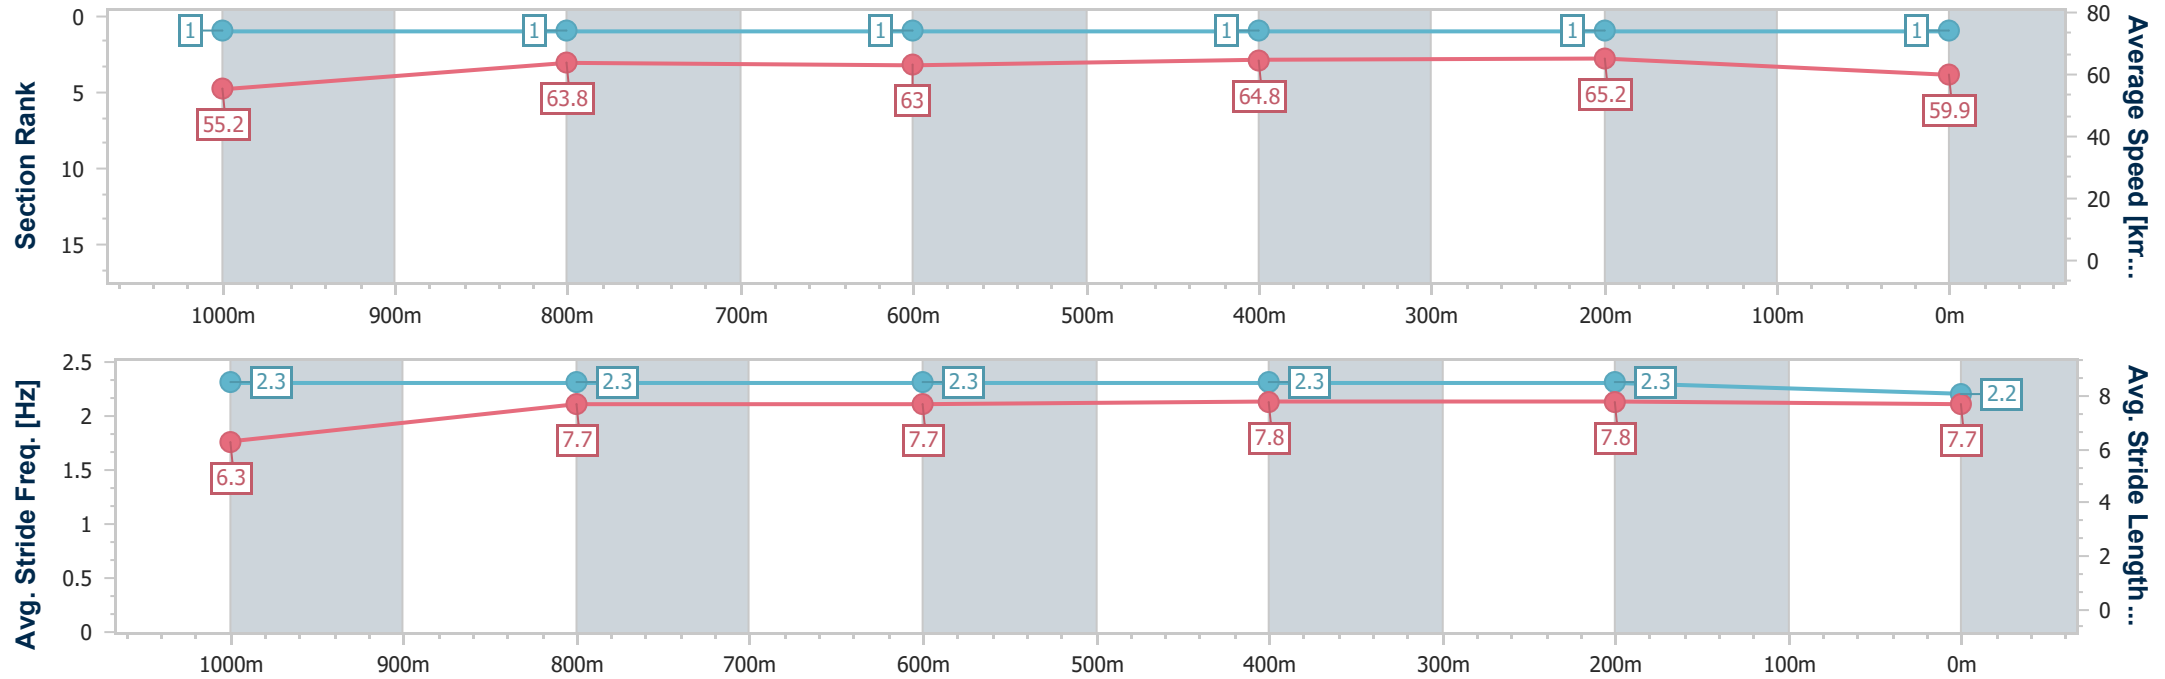 Section Rank
0
5
10
15
1
1
1
1
1
1
55.2
63.8
63
64.8
65.2
59.9
80
60
40
20
0
Average Speed [km...
1000m
900m
800m
700m
600m
500m
400m
300m
200m
100m
0m
Avg. Stride Freq. [Hz]
2.5
2
1.5
1
0.5
0
2.3
2.3
2.3
2.3
2.3
2.2
6.3
7.7
7.7
7.8
7.8
7.7
8
6
4
2
0
Avg. Stride Length...
1000m
900m
800m
700m
600m
500m
400m
300m
200m
100m
0m